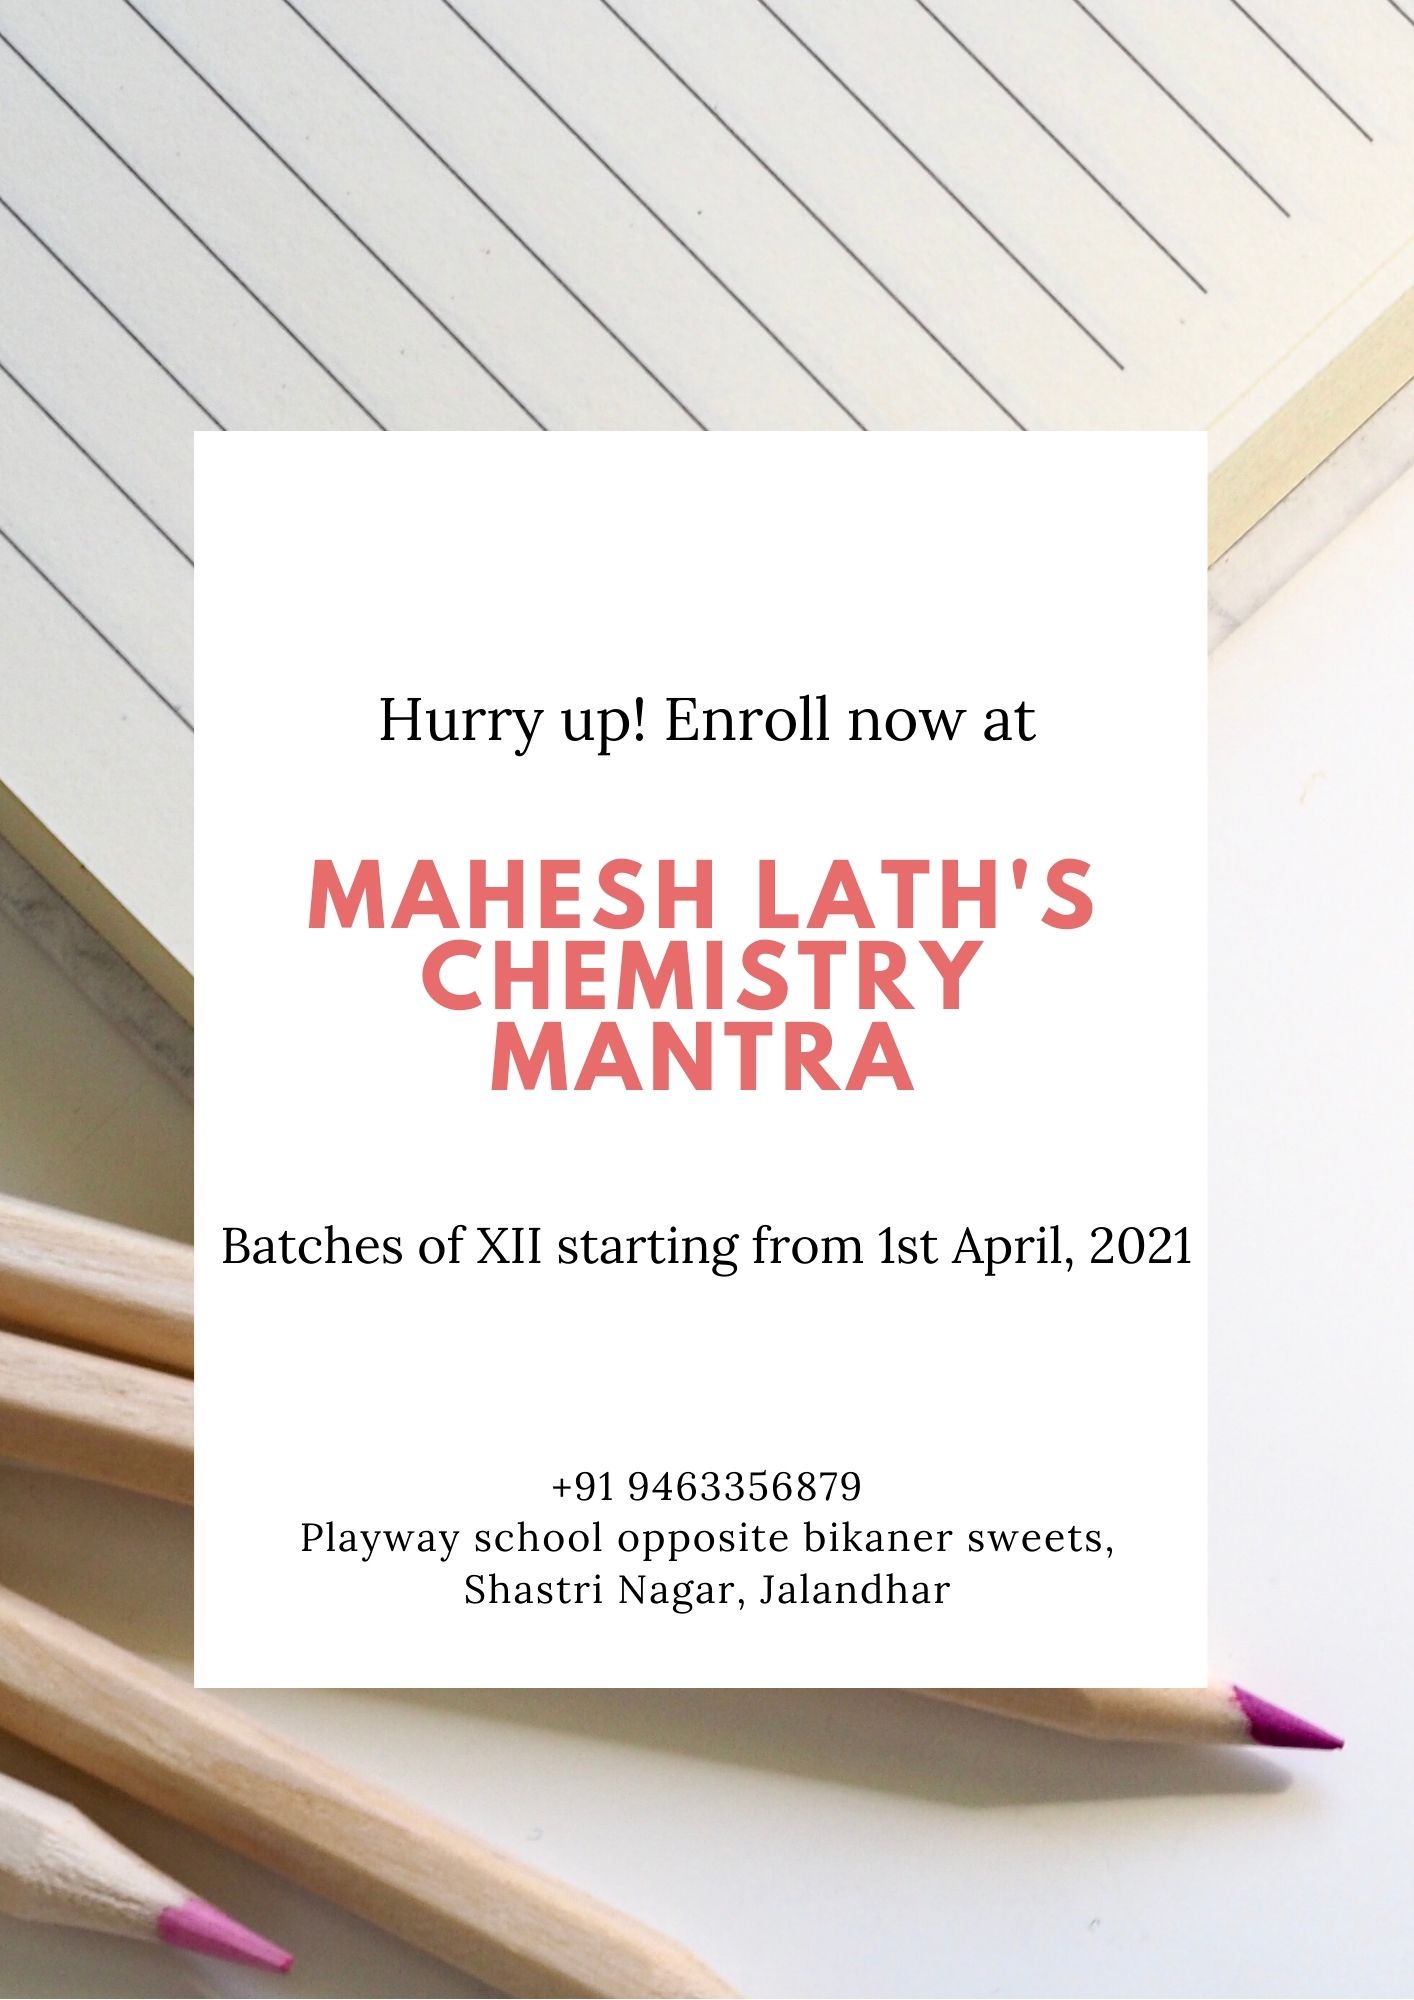 Hurry up! Enroll now at
MAHESH LATH'S
CHEMISTRY
MANTRA
Batches of XII starting from 1st April, 2021
+91 9463356879
Playway school opposite bikaner sweets,
Shastri Nagar, Jalandhar